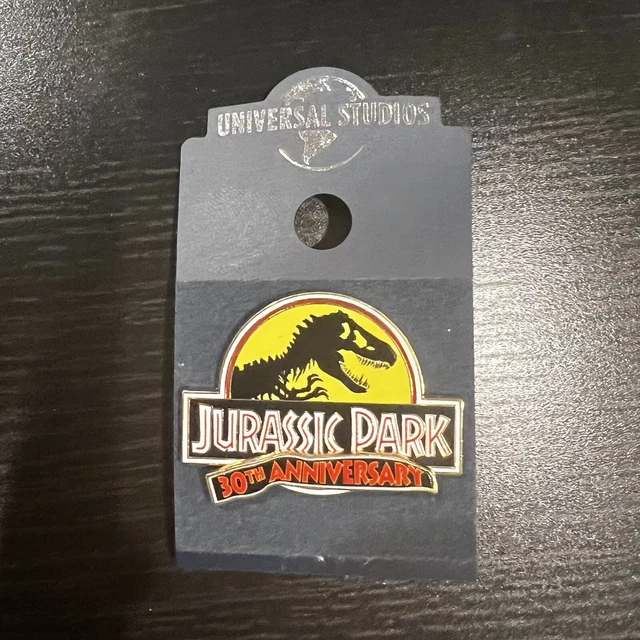 UNIVERSAL STUDIOS
JURASSIC PARK
30TH ANNIVERSARY